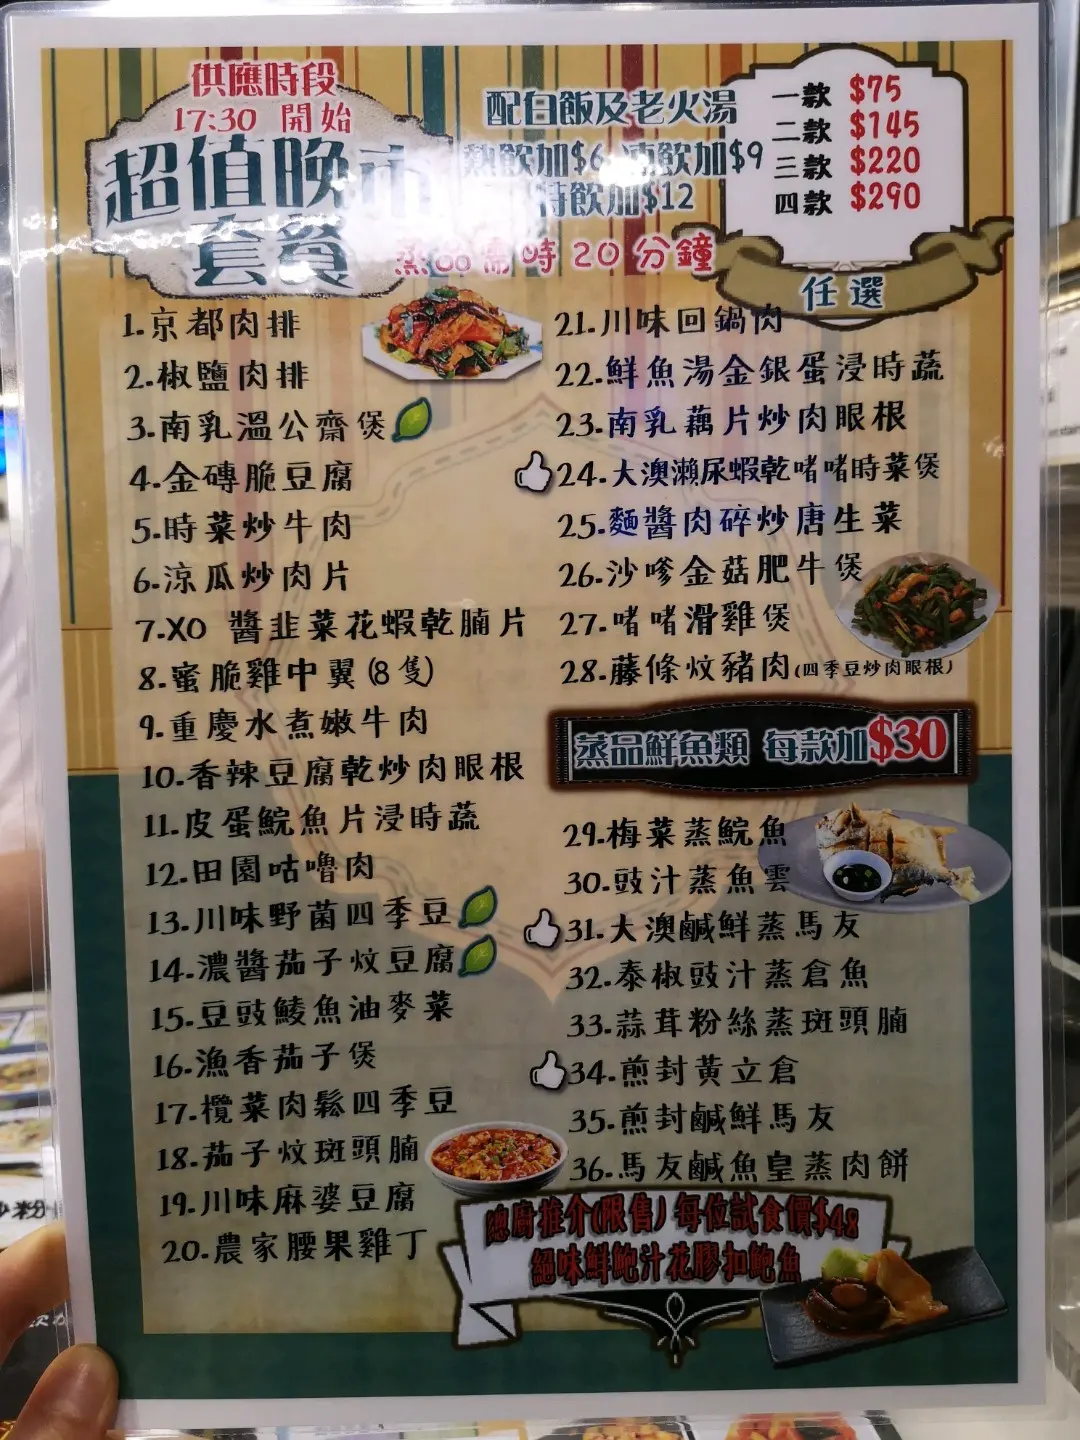 供應時段
17:30 開始
超值晚市
套餐
配白飯及老火湯
熱飲加$6 凍飲加$9
特飲加$12
蒸品需時20分鐘
一款 $75
二款 $145
三款 $220
四款 $290
任選
1.京都肉排
2.椒鹽肉排
3.南乳溫公齋煲
4.金磚脆豆腐
5.時菜炒牛肉
6.涼瓜炒肉片
7.XO 醬韭菜花蝦乾腩片
8.蜜脆雞中翼(8隻)
9.重慶水煮嫩牛肉
10.香辣豆腐乾炒肉眼根
11.皮蛋鯇魚片浸時蔬
12.田園咕嚕肉
13.川味野菌四季豆
14.濃醬茄子炆豆腐
15.豆豉鯪魚油麥菜
16.漁香茄子煲
17.欖菜肉鬆四季豆
18.茄子炆斑頭腩
19.川味麻婆豆腐
20.農家腰果雞丁
21.川味回鍋肉
22.鮮魚湯金銀蛋浸時蔬
23.南乳藕片炒肉眼根
24.大澳瀨尿蝦乾啫啫時菜煲
25.麵醬肉碎炒唐生菜
26.沙嗲金菇肥牛煲
27.啫啫滑雞煲
28.藤條炆豬肉(四季豆炒肉眼根)
蒸品鮮魚類 每款加$30
29.梅菜蒸鯇魚
30.豉汁蒸魚雲
31.大澳鹹鮮蒸馬友
32.泰椒豉汁蒸倉魚
33.蒜茸粉絲蒸斑頭腩
34.煎封黃立倉
35.煎封鹹鮮馬友
36.馬友鹹魚皇蒸肉餅
總廚推介(限售)每位試食價$48
絕味鮮鮑汁花膠扣鮑魚